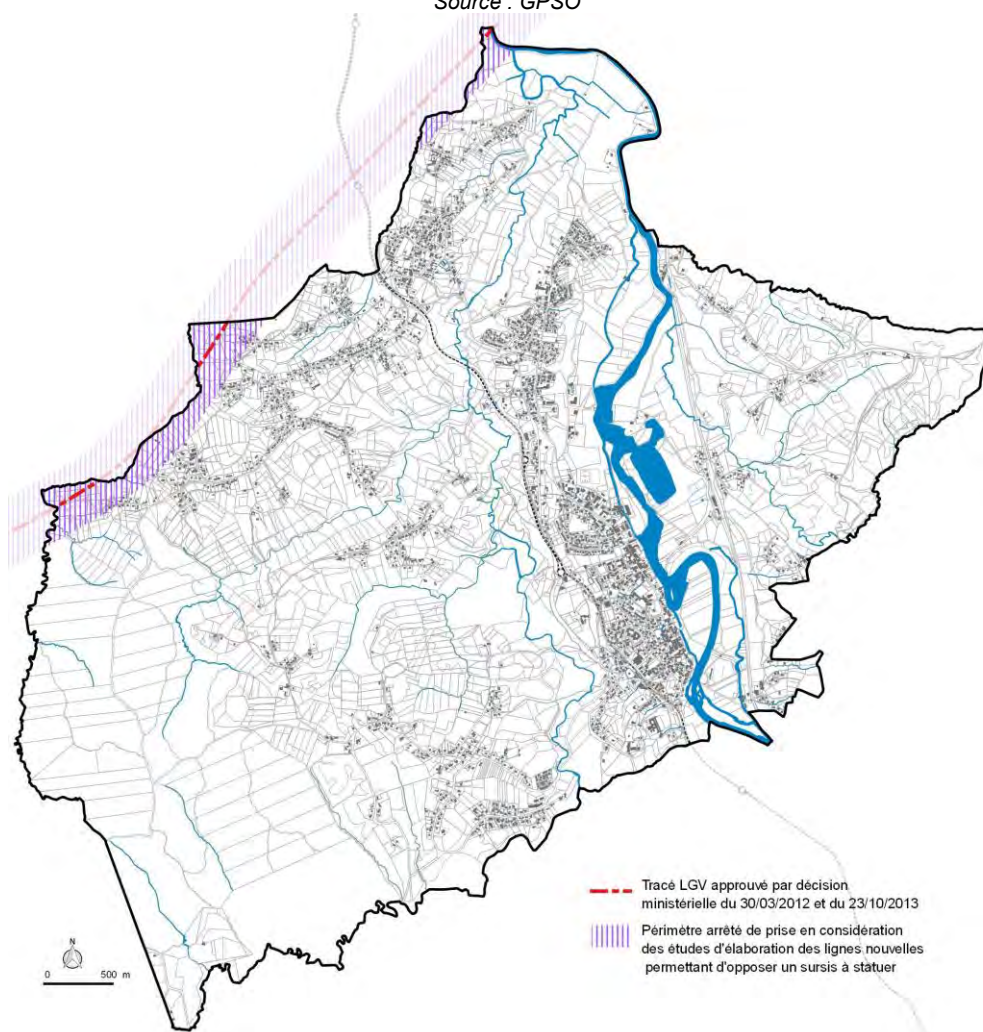 Source : GPSO
Tracé LGV approuvé par décision
ministérielle du 30/03/2012 et du 23/10/2013
Périmètre arrêté de prise en considération
des études d'élaboration des lignes nouvelles
permettant d'opposer un sursis à statuer
N
0 500 m